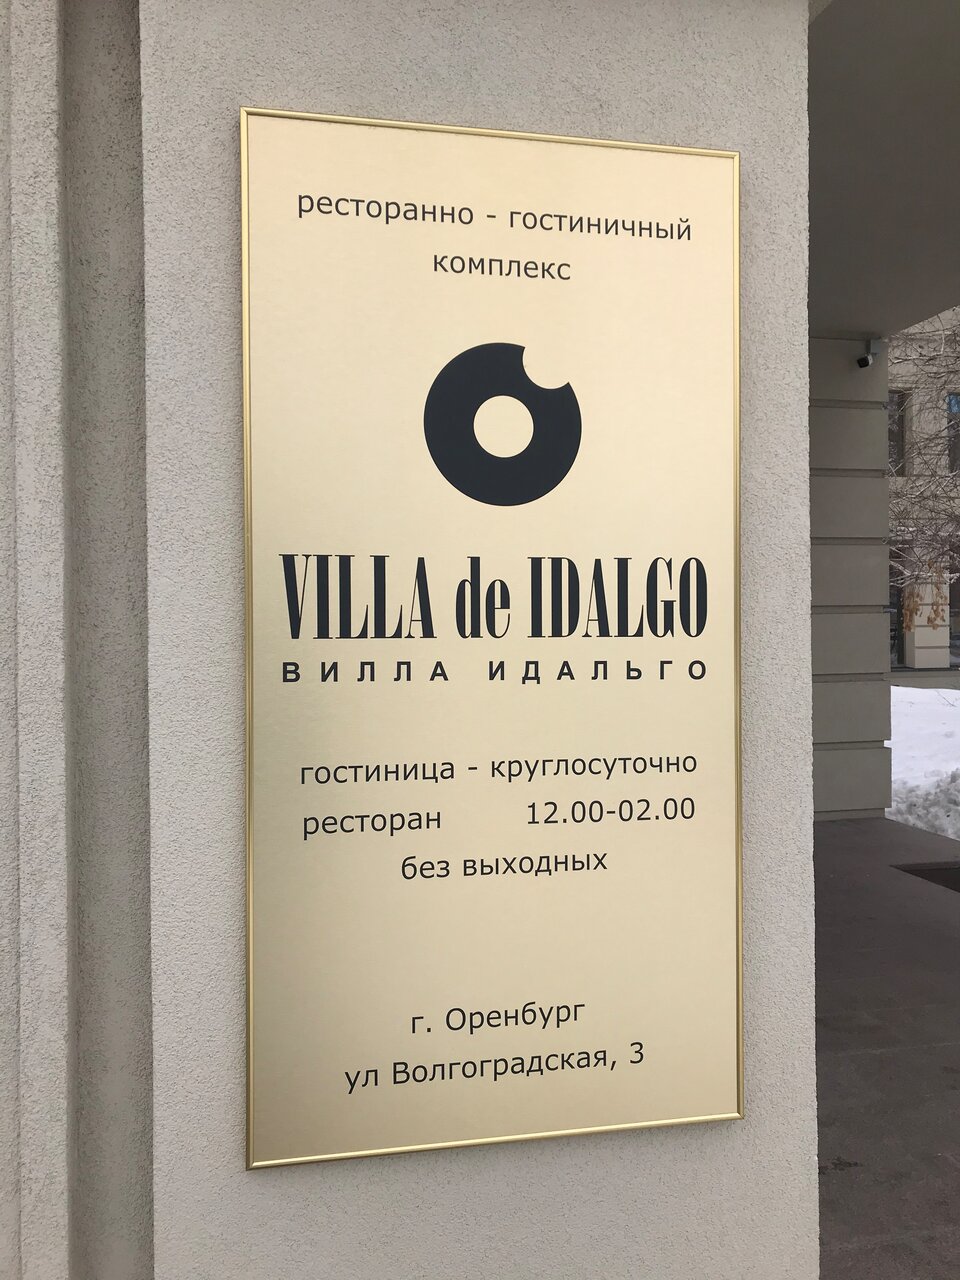 ресторанно - гостиничный
комплекс
VILLA de IDALGO
ВИЛЛА ИДАЛЬГО
гостиница - круглосуточно
ресторан 12.00-02.00
без выходных
г. Оренбург
ул Волгоградская, 3